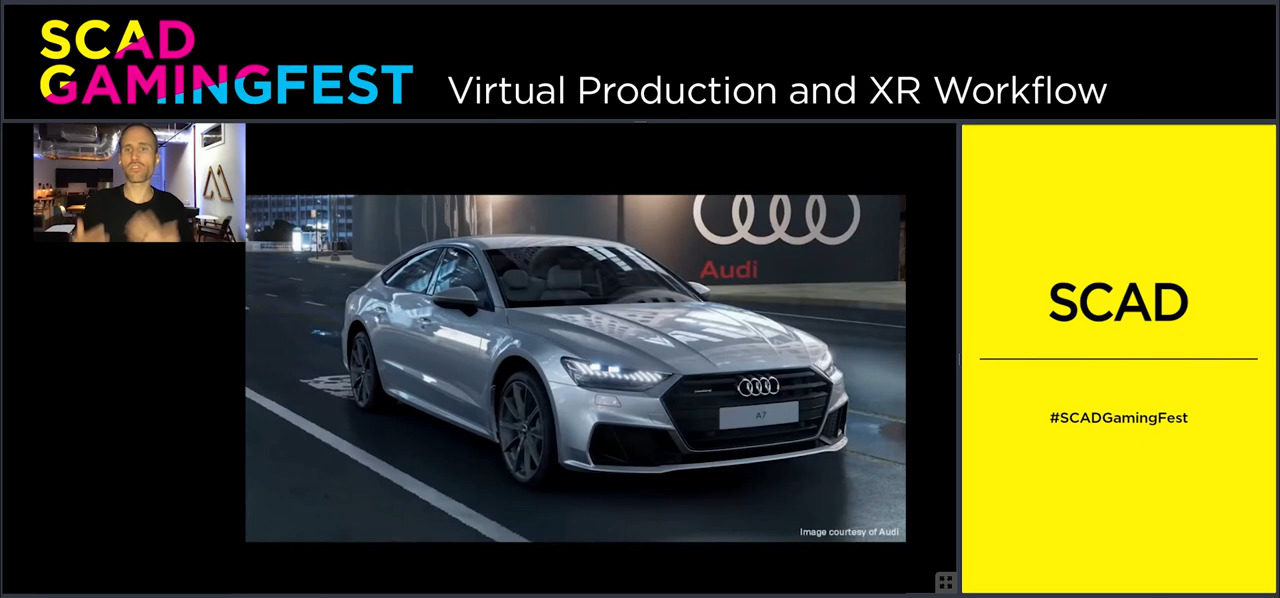 SCAD
GAMINGFEST
Virtual Production and XR Workflow
Audi
A7
Image courtesy of Audi
SCAD
#SCADGamingFest